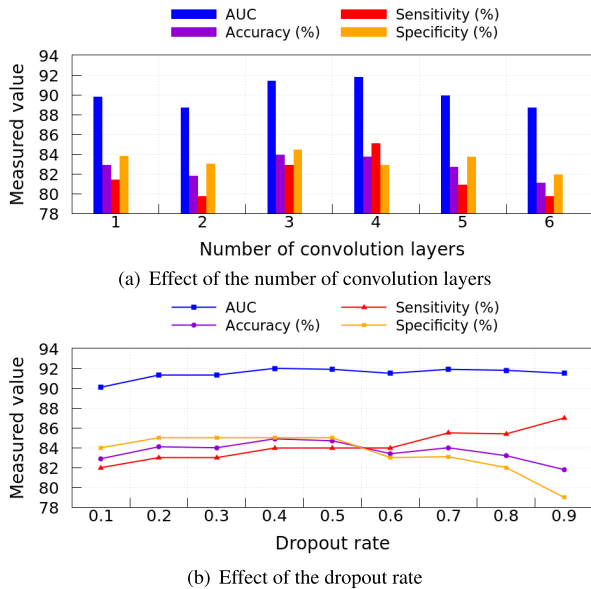 AUC Sensitivity (%)
Accuracy (%) Specificity (%)
94
92
90
88
86
84
82
80
78
Measured value
1 2 3 4 5 6
Number of convolution layers
(a) Effect of the number of convolution layers
AUC Sensitivity (%)
Accuracy (%) Specificity (%)
94
92
90
88
86
84
82
80
78
Measured value
0.1 0.2 0.3 0.4 0.5 0.6 0.7 0.8 0.9
Dropout rate
(b) Effect of the dropout rate